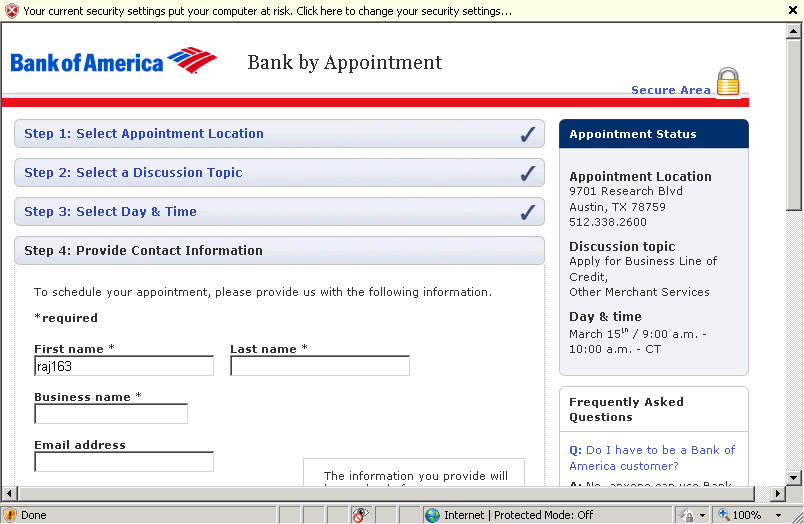 Your current security settings put your computer at risk. Click here to change your security settings...
Bank of America
Bank by Appointment
Secure Area
Step 1: Select Appointment Location
Step 2: Select a Discussion Topic
Step 3: Select Day & Time
Step 4: Provide Contact Information
To schedule your appointment, please provide us with the following information.
*required
First name *
Last name *
raj163
Business name *
Email address
The information you provide will
Appointment Status
Appointment Location
9701 Research Blvd
Austin, TX 78759
512.338.2600
Discussion topic
Apply for Business Line of
Credit,
Other Merchant Services
Day & time
March 15th / 9:00 a.m. -
10:00 a.m. - CT
Frequently Asked
Questions
Q: Do I have to be a Bank of
America customer?
A: No, anyone can use Bank
Done
Internet | Protected Mode: Off
100%